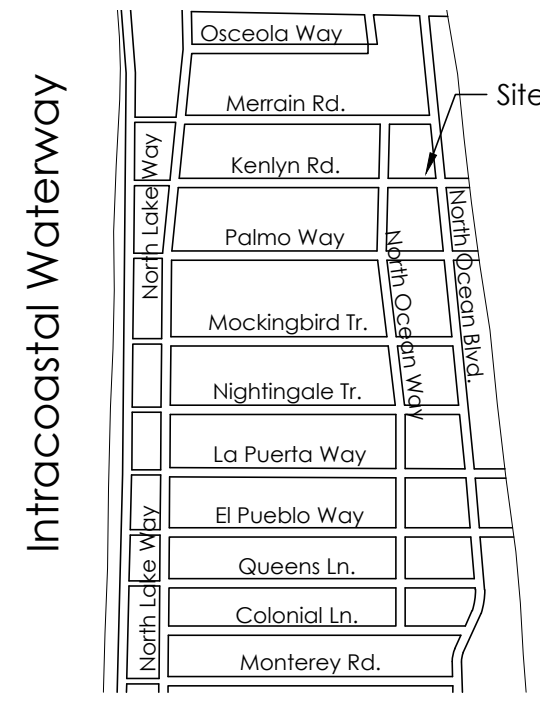 Osceola Way
Merrain Rd.
Site
Kenlyn Rd.
North Lake Way
Palmo Way
North Ocean Way
North Ocean Blvd.
Intracoastal Waterway
Mockingbird Tr.
Nightingale Tr.
La Puerta Way
El Pueblo Way
North Lake Way
Queens Ln.
Colonial Ln.
Monterey Rd.